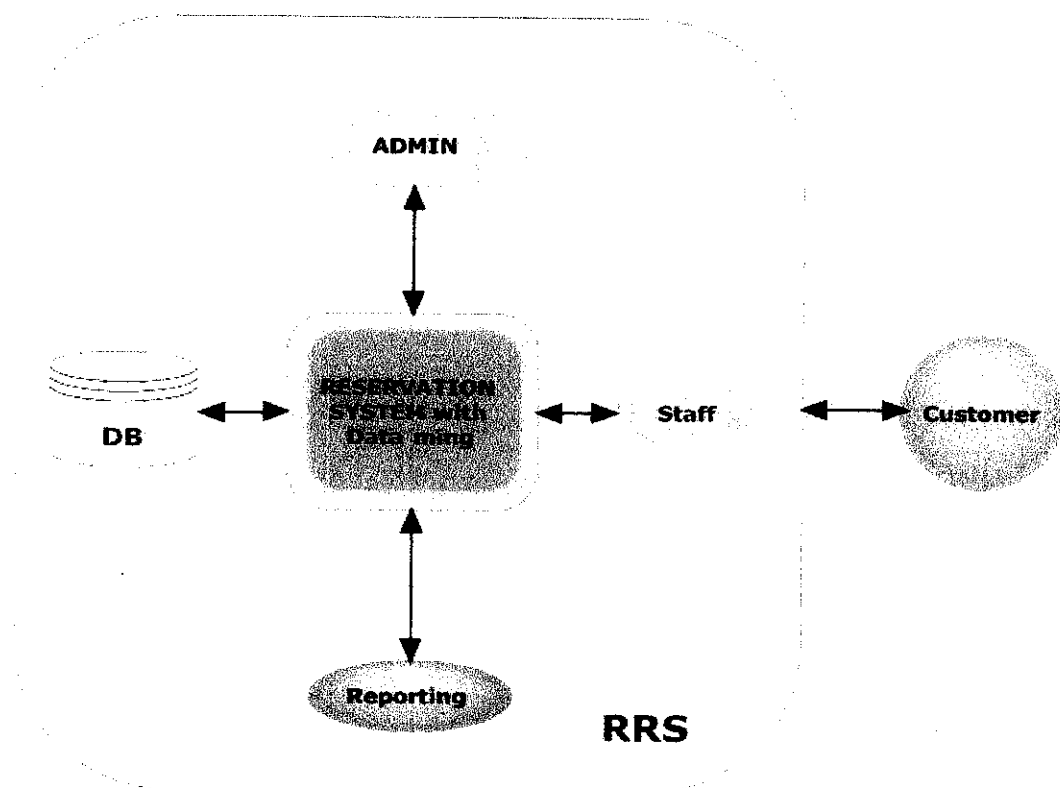 ADMIN
RESERVATION
SYSTEM with
Data ming
DB
Staff
Customer
Reporting
RRS